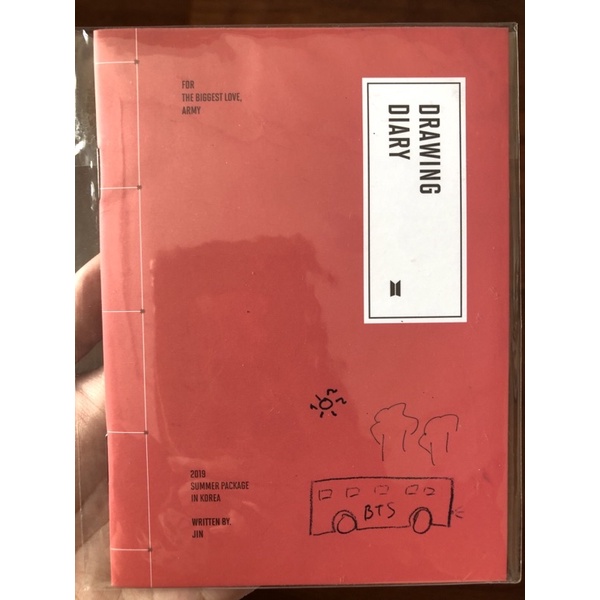 FOR
THE BIGGEST LOVE,
ARMY
DRAWING
DIARY
2019
SUMMER PACKAGE
IN KOREA
WRITTEN BY.
JIN
BTS